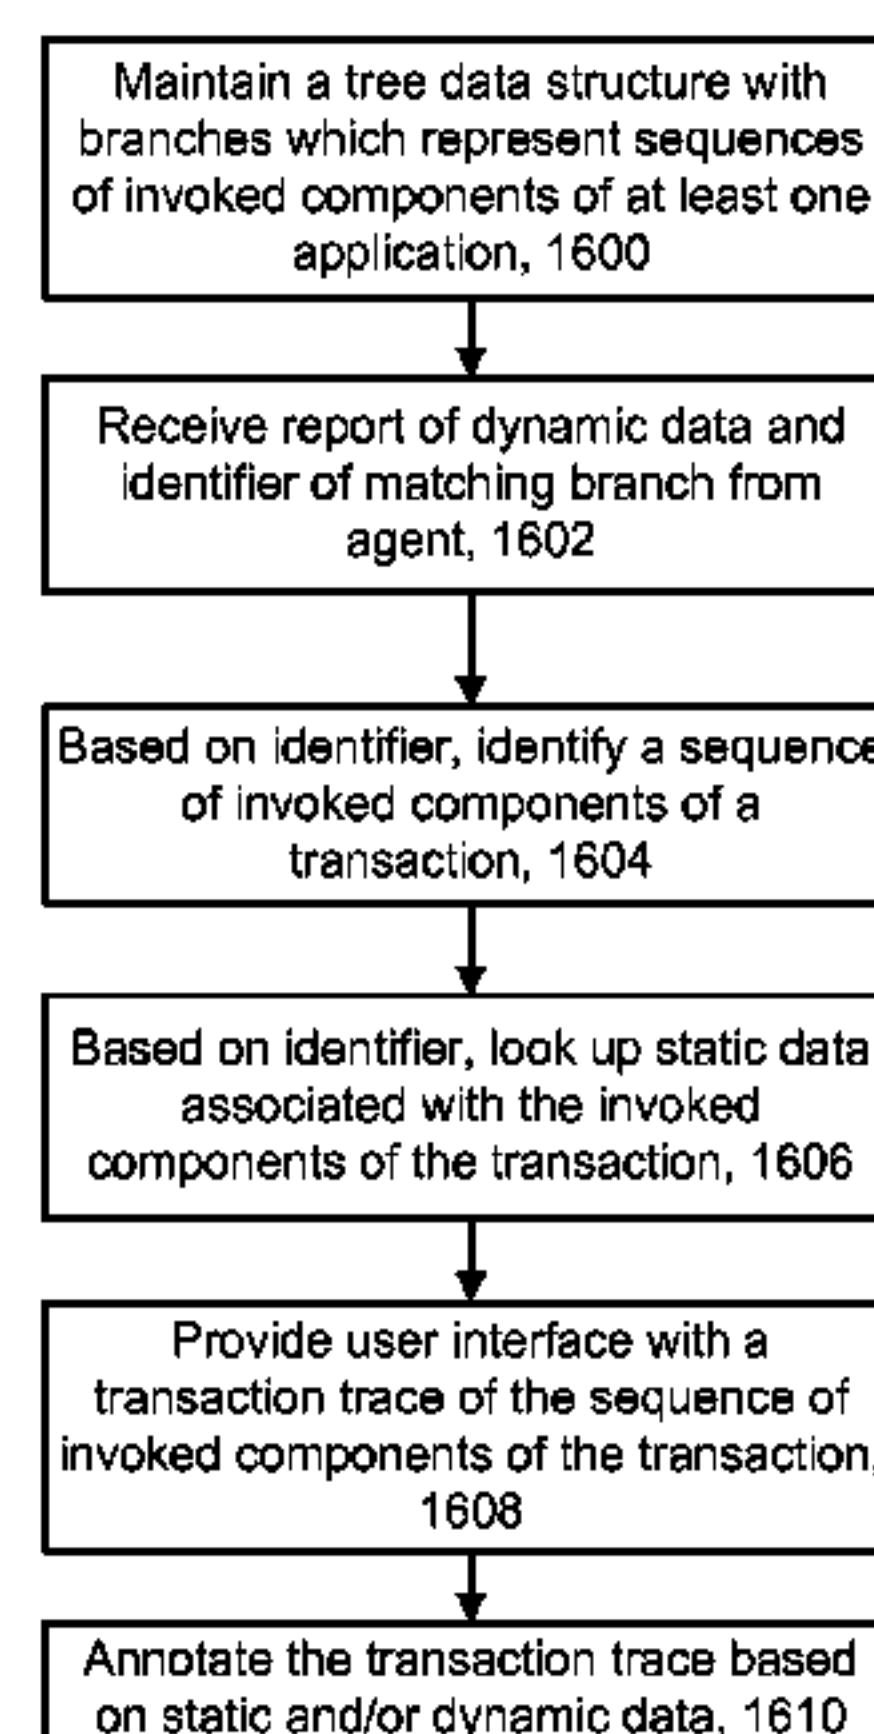 Maintain a tree data structure with
branches which represent sequences
of invoked components of at least one
application, 1600
Receive report of dynamic data and
identifier of matching branch from
agent, 1602
Based on identifier, identify a sequence
of invoked components of a
transaction, 1604
Based on identifier, look up static data
associated with the invoked
components of the transaction, 1606
Provide user interface with a
transaction trace of the sequence of
invoked components of the transaction,
1608
Annotate the transaction trace based
on static and/or dynamic data, 1610